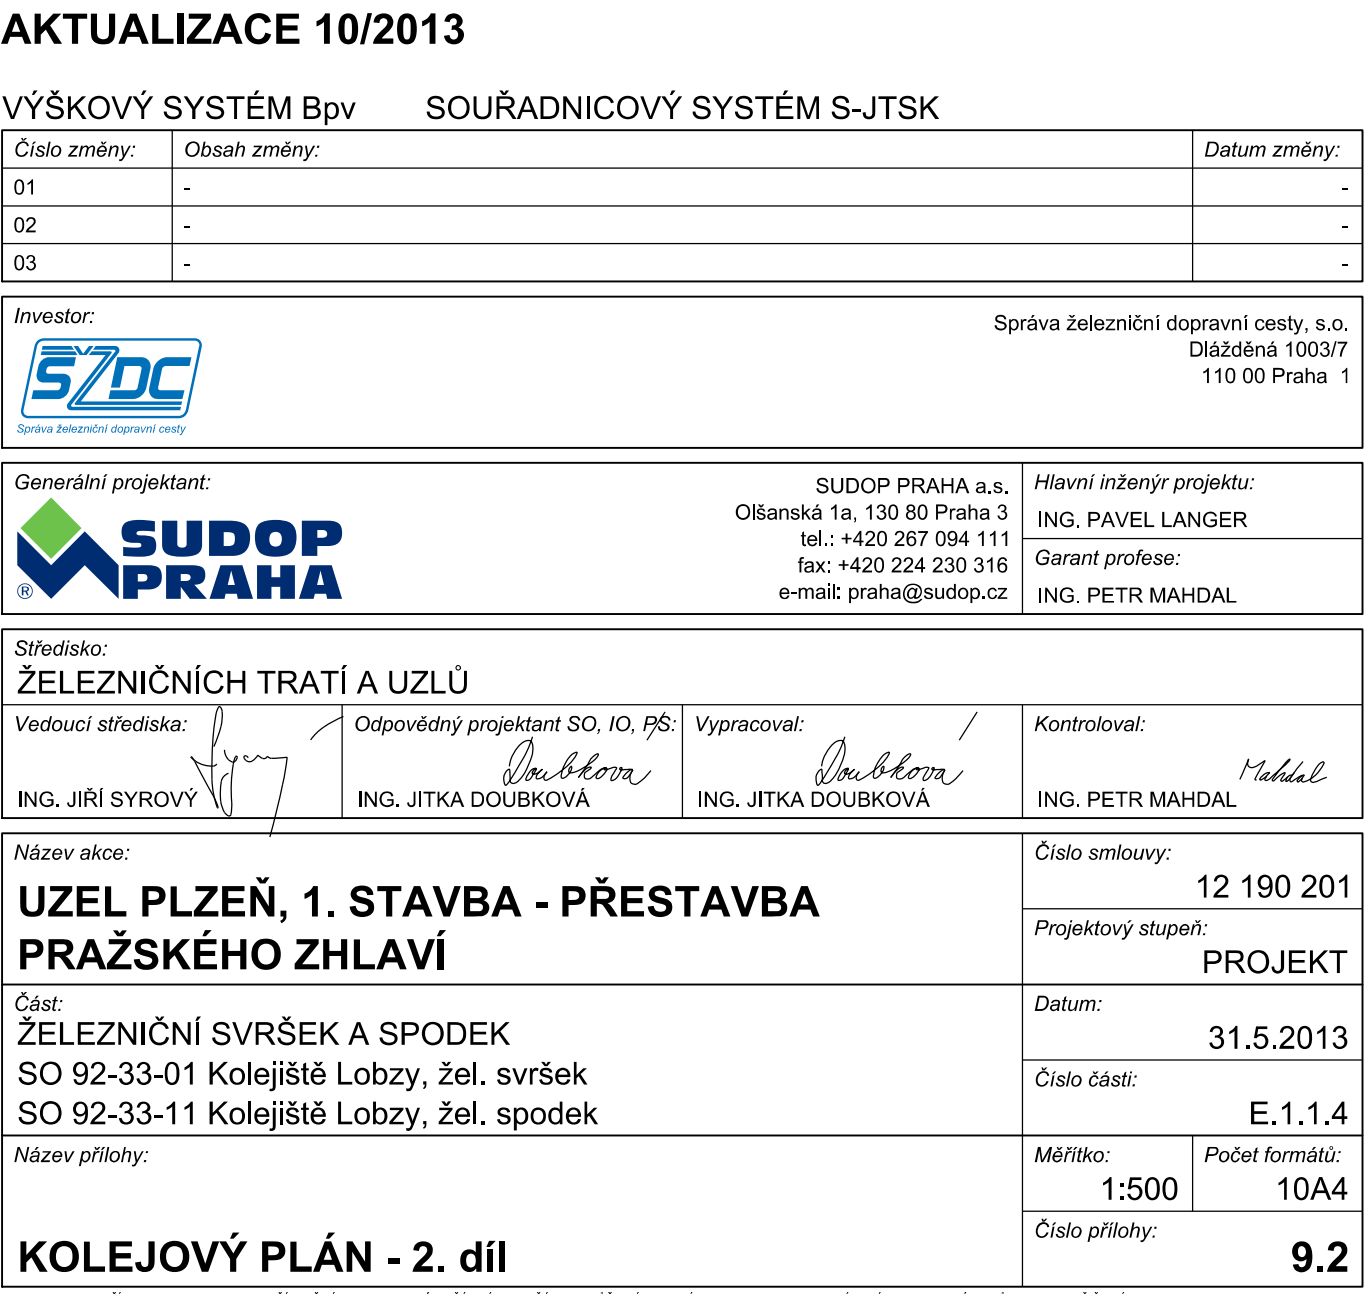 AKTUALIZACE 10/2013
VÝŠKOVÝ SYSTÉM Bpv SOUŘADNICOVÝ SYSTÉM S-JTSK
Číslo změny: Obsah změny: Datum změny:
01 - -
02 - -
03 - -
Investor:
Správa železniční dopravní cesty, s.o.
Dlážděná 1003/7
110 00 Praha 1
SŽDC
Správa železniční dopravní cesty
Generální projektant:
SUDOP
PRAHA
®
SUDOP PRAHA a.s.
Olšanská 1a, 130 80 Praha 3
tel.: +420 267 094 111
fax: +420 224 230 316
e-mail: praha@sudop.cz
Hlavní inženýr projektu:
ING. PAVEL LANGER
Garant profese:
ING. PETR MAHDAL
Středisko:
ŽELEZNIČNÍCH TRATÍ A UZLŮ
Vedoucí střediska:
ING. JIŘÍ SYROVÝ
Odpovědný projektant SO, IO, P/S:
Doubkova
ING. JITKA DOUBKOVÁ
Vypracoval:
Doubkova
ING. JITKA DOUBKOVÁ
Kontroloval:
Mahdal
ING. PETR MAHDAL
Název akce:
UZEL PLZEŇ, 1. STAVBA - PŘESTAVBA
PRAŽSKÉHO ZHLAVÍ
Číslo smlouvy:
12 190 201
Projektový stupeň:
PROJEKT
Část:
ŽELEZNIČNÍ SVRŠEK A SPODEK
SO 92-33-01 Kolejiště Lobzy, žel. svršek
SO 92-33-11 Kolejiště Lobzy, žel. spodek
Datum:
31.5.2013
Číslo části:
E.1.1.4
Název přílohy:
KOLEJOVÝ PLÁN - 2. díl
Měřítko:
1:500
Počet formátů:
10A4
Číslo přílohy:
9.2